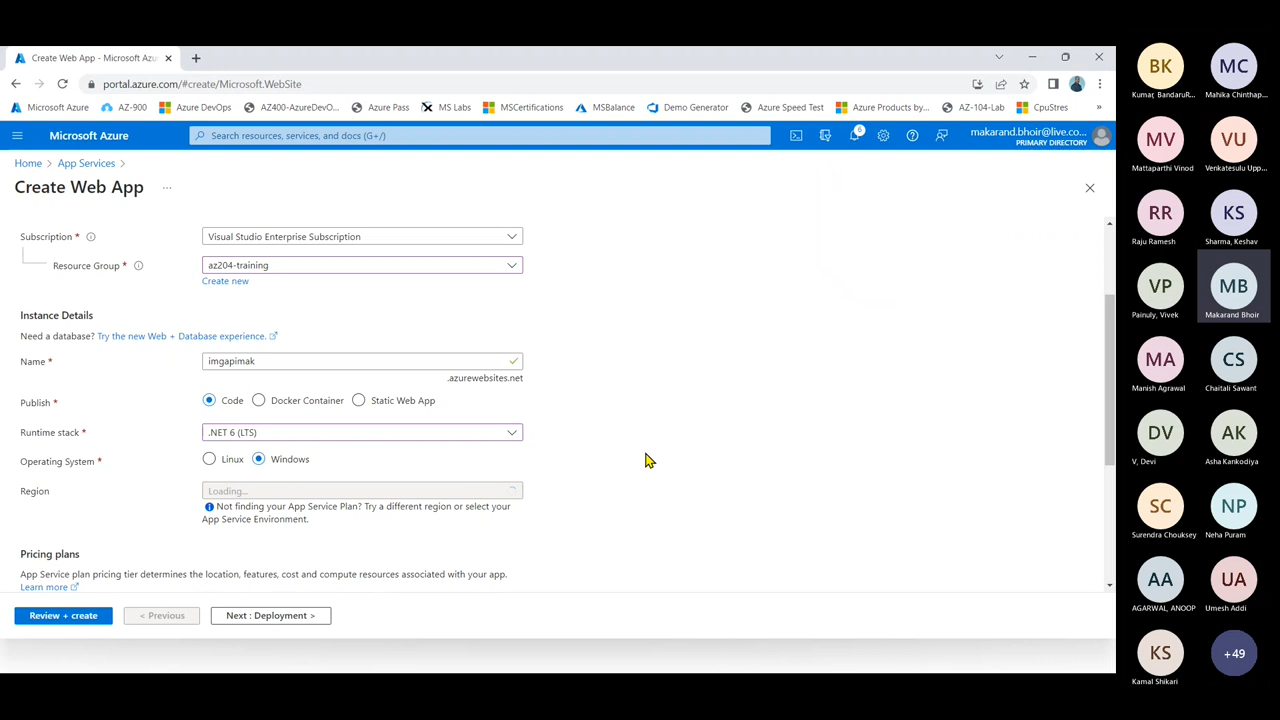 Create Web App - Microsoft Azu
portal.azure.com/#create/Microsoft.WebSite
Microsoft Azure
AZ-900
Azure DevOps
AZ400-AzureDevO...
Azure Pass
MS Labs
MSCertifications
MSBalance
Demo Generator
Azure Speed Test
Azure Products by...
AZ-104-Lab
CpuStres
»
Microsoft Azure
Search resources, services, and docs (G+/)
6
makarand.bhoir@live.co...
PRIMARY DIRECTORY
Home > App Services >
Create Web App ...
Subscription *
Visual Studio Enterprise Subscription
Resource Group *
az204-training
Create new
Instance Details
Need a database? Try the new Web + Database experience.
Name *
imgapimak
.azurewebsites.net
Publish *
Code
Docker Container
Static Web App
Runtime stack *
.NET 6 (LTS)
Operating System *
Linux
Windows
Region
Loading...
Not finding your App Service Plan? Try a different region or select your
App Service Environment.
Pricing plans
App Service plan pricing tier determines the location, features, cost and compute resources associated with your app.
Learn more
Review + create
< Previous
Next : Deployment >
BK
Kumar, BandaruR...
MC
Mahika Chinthap...
MV
Mattaparthi Vinod
VU
Venkatesulu Upp...
RR
Raju Ramesh
KS
Sharma, Keshav
VP
Painuly, Vivek
MB
Makarand Bhoir
MA
Manish Agrawal
CS
Chaitali Sawant
DV
V, Devi
AK
Asha Kankodiya
SC
Surendra Chouksey
NP
Neha Puram
AA
AGARWAL, ANOOP
UA
Umesh Addi
KS
Kamal Shikari
+49